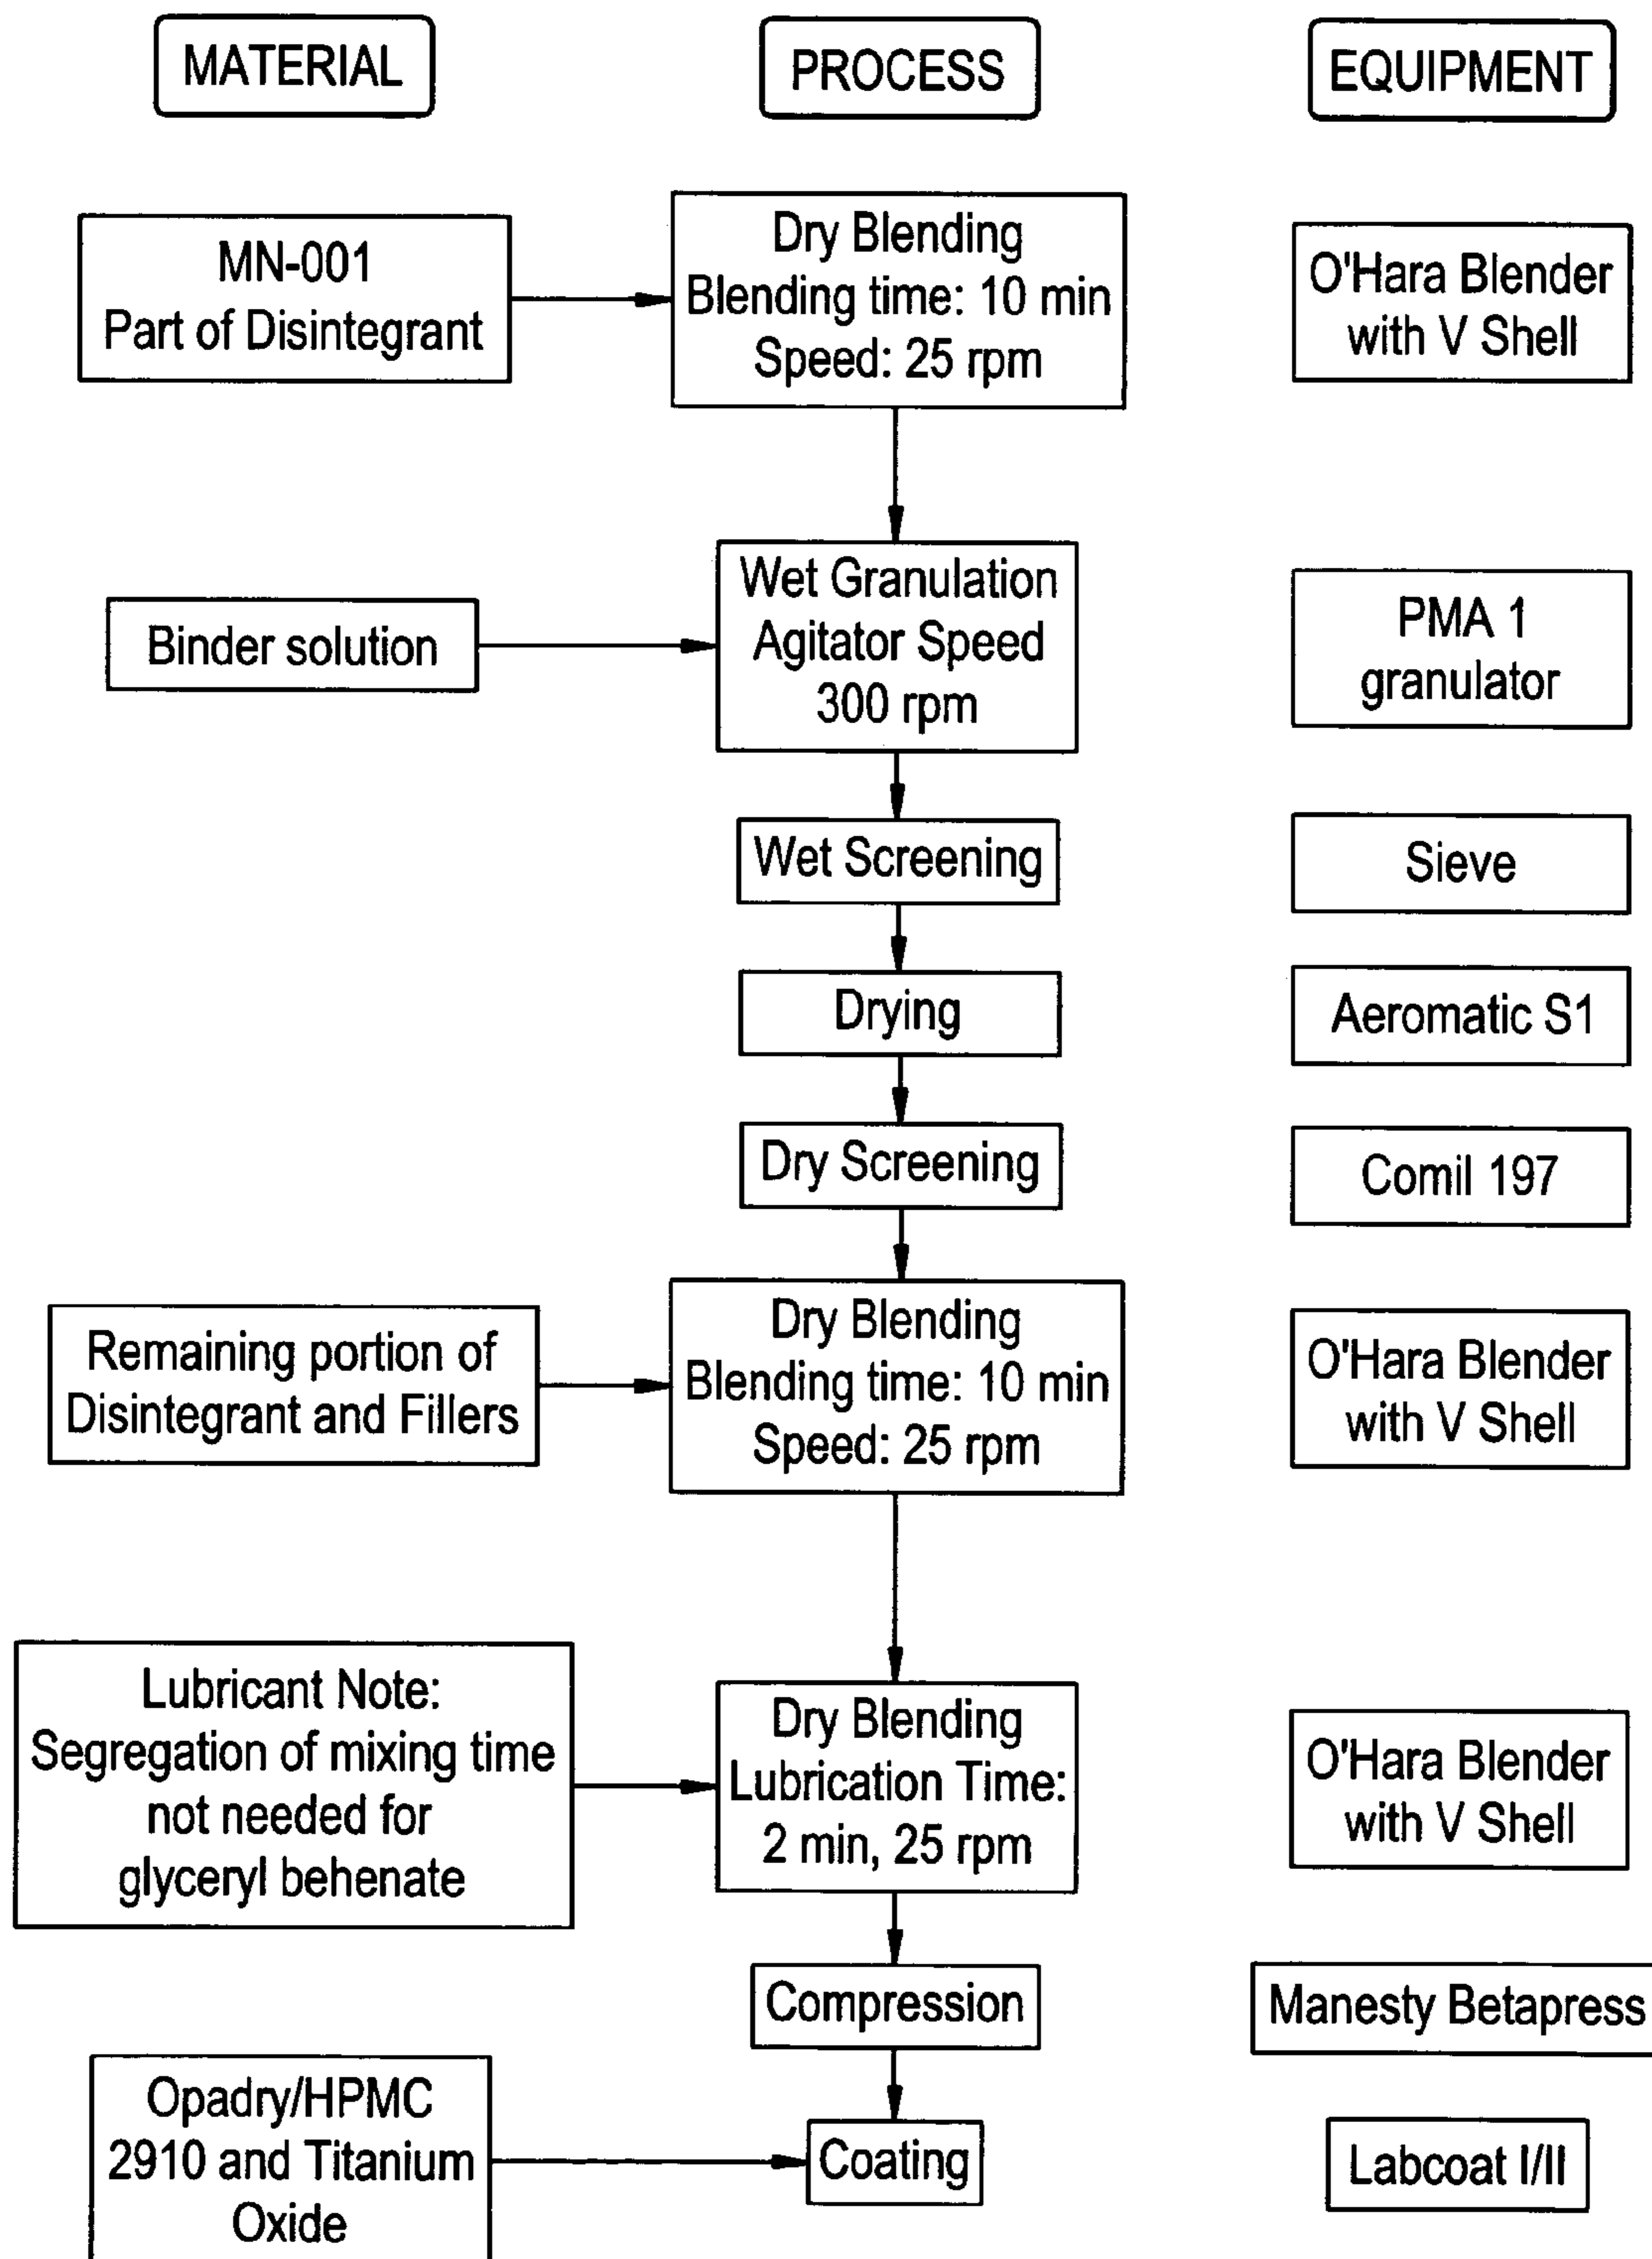 MATERIAL
PROCESS
EQUIPMENT
MN-001
Part of Disintegrant
Dry Blending
Blending time: 10 min
Speed: 25 rpm
O'Hara Blender
with V Shell
Binder solution
Wet Granulation
Agitator Speed
300 rpm
PMA 1
granulator
Wet Screening
Sieve
Drying
Aeromatic S1
Dry Screening
Comil 197
Remaining portion of
Disintegrant and Fillers
Dry Blending
Blending time: 10 min
Speed: 25 rpm
O'Hara Blender
with V Shell
Lubricant Note:
Segregation of mixing time
not needed for
glyceryl behenate
Dry Blending
Lubrication Time:
2 min, 25 rpm
O'Hara Blender
with V Shell
Compression
Manesty Betapress
Opadry/HPMC
2910 and Titanium
Oxide
Coating
Labcoat I/II